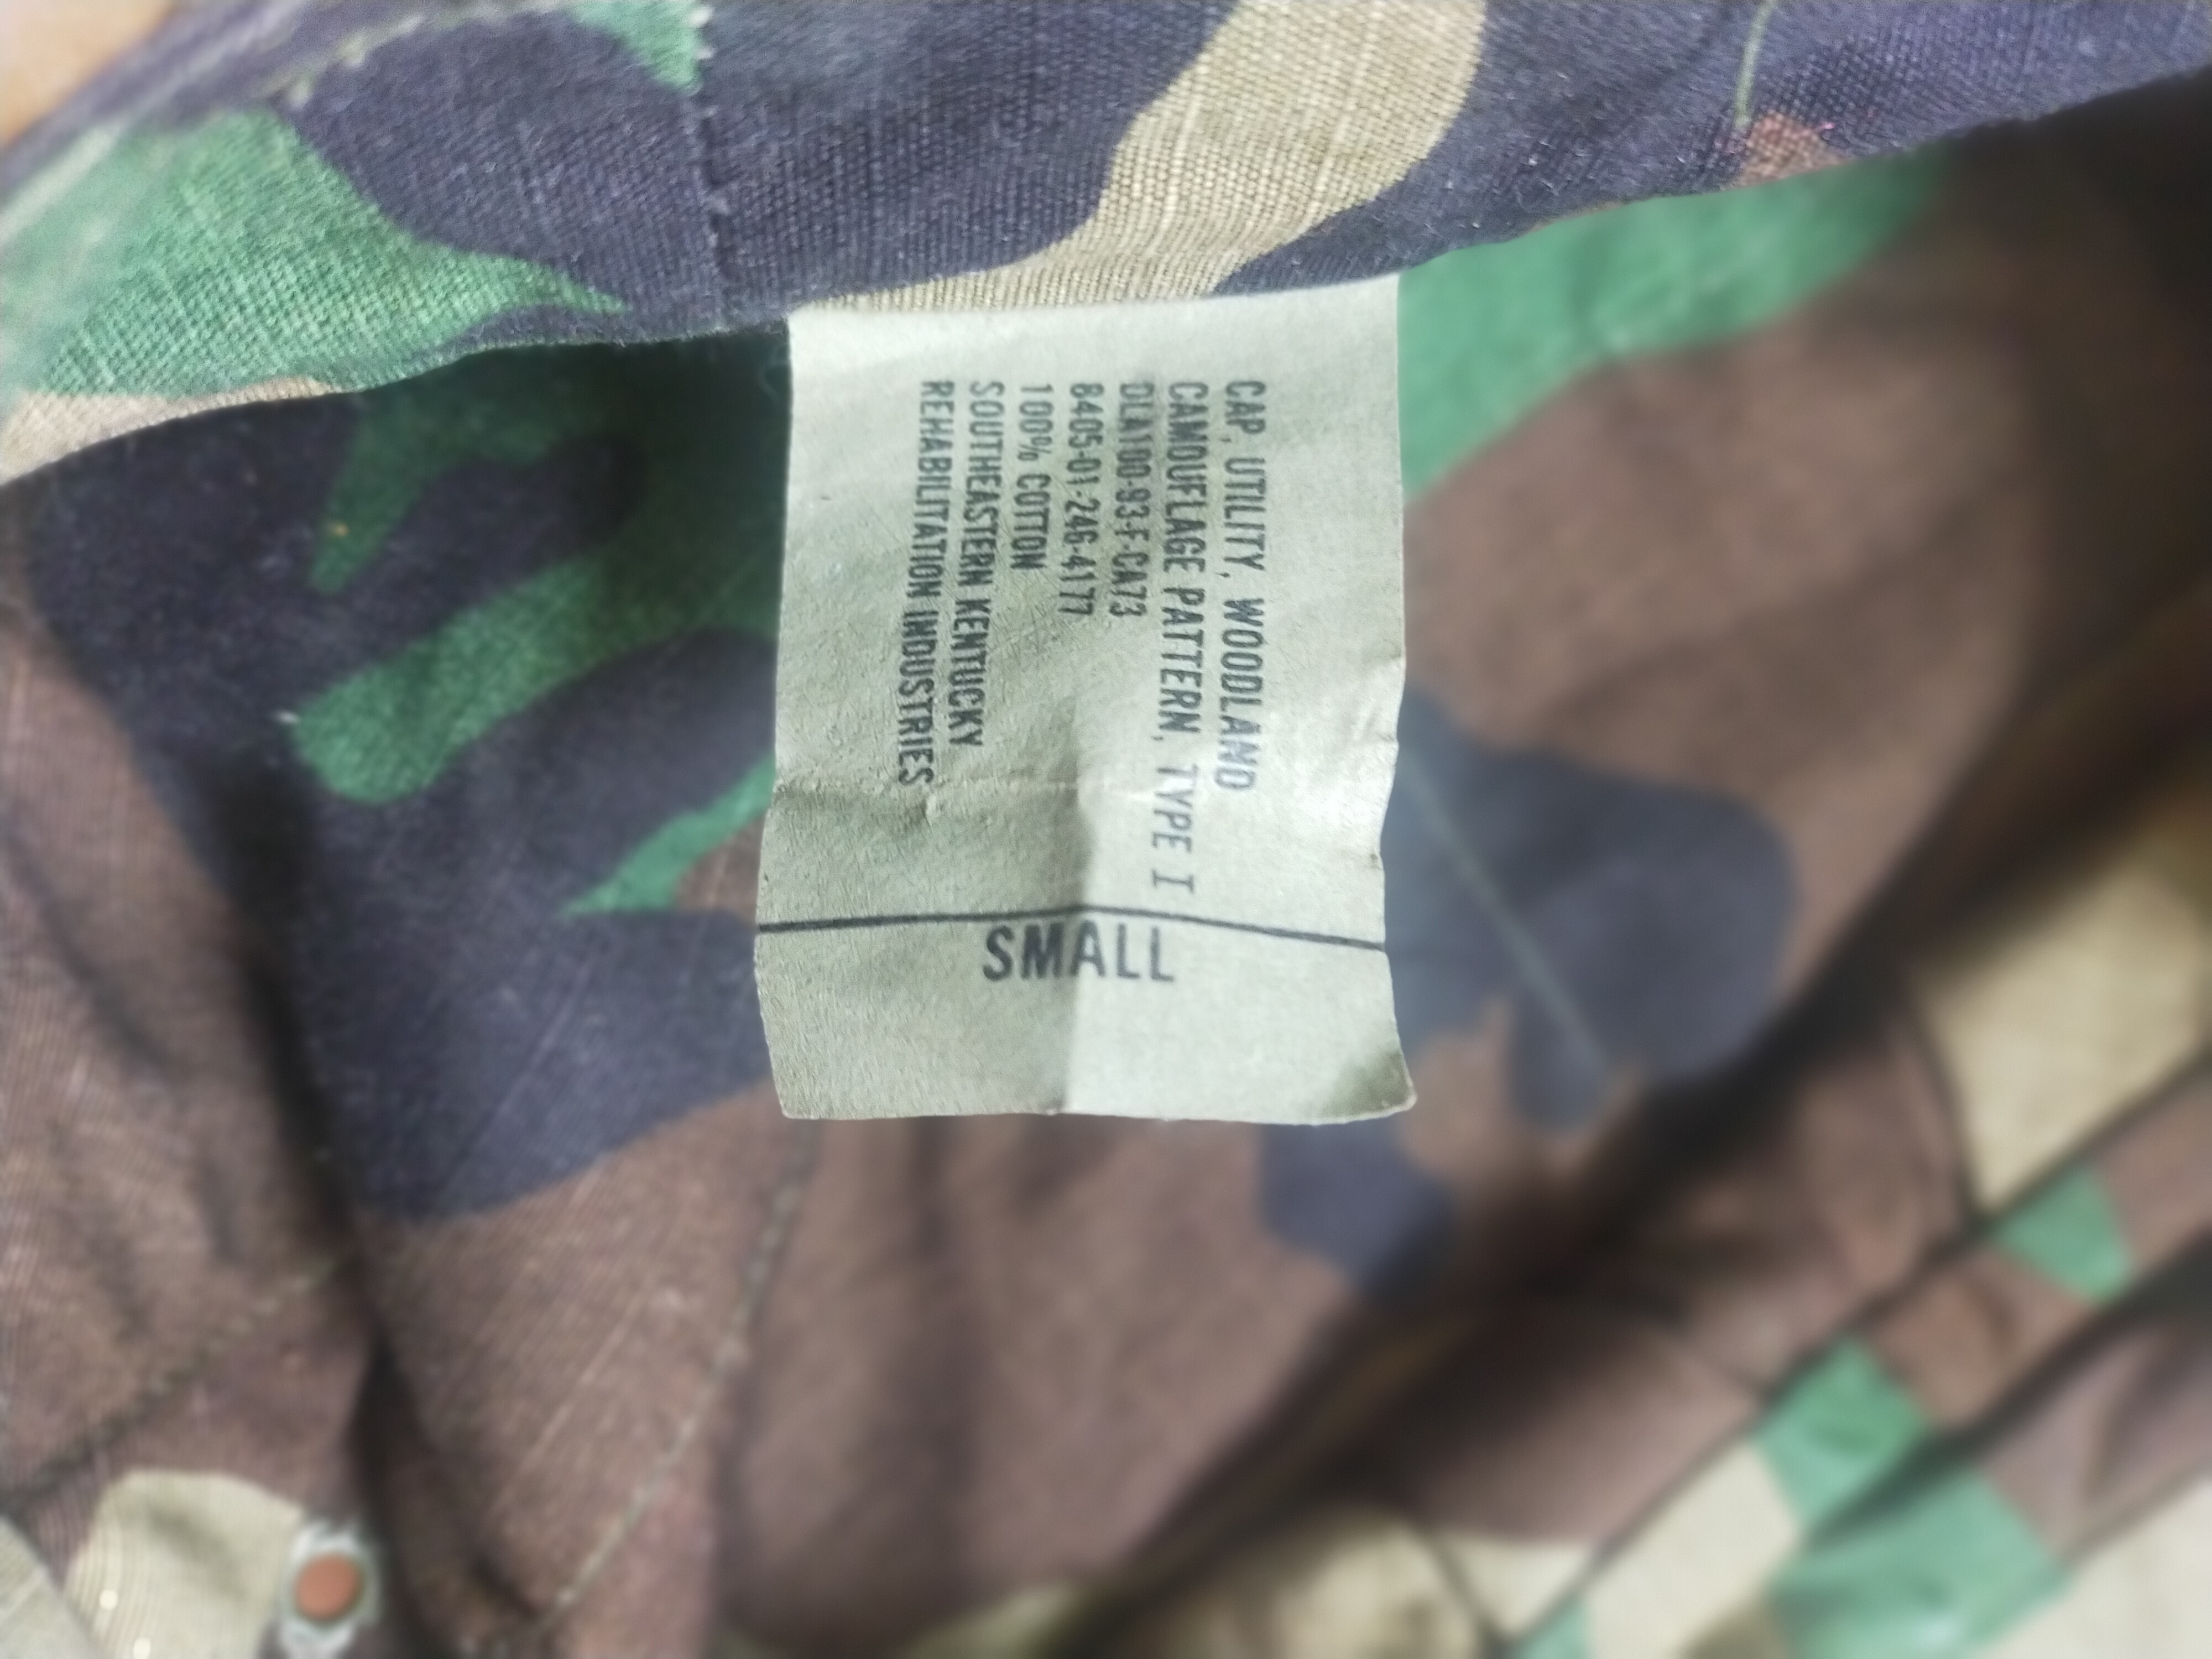 CAP, UTILITY, WOODLAND
CAMOUFLAGE PATTERN, TYPE I
DLA100-93-F-CA73
8405-01-246-4177
100% COTTON
SOUTHEASTERN KENTUCKY
REHABILITATION INDUSTRIES
SMALL